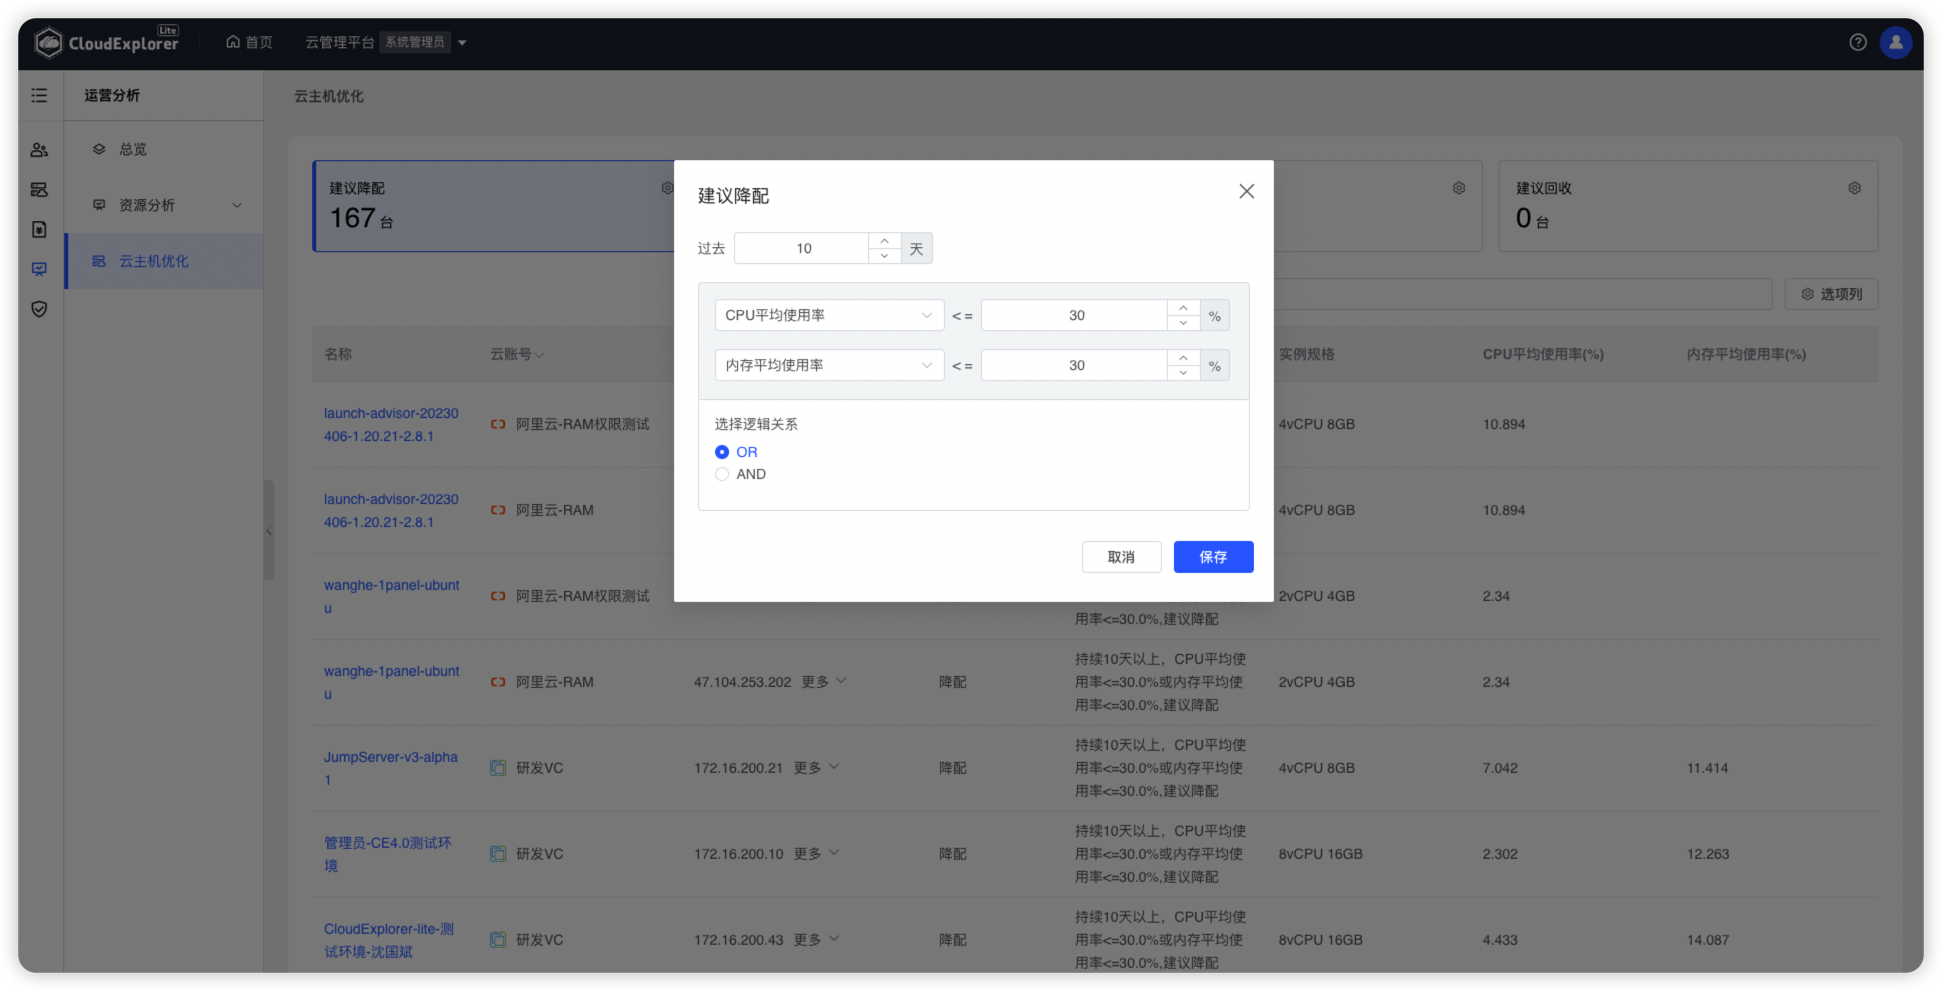 CloudExplorer Lite
首页
云管理平台 系统管理员
运营分析
总览
资源分析
云主机优化
云主机优化
建议降配
167 台
建议回收
0 台
选项列
名称 云账号 实例规格 CPU平均使用率(%) 内存平均使用率(%)
launch-advisor-20230
406-1.20.21-2.8.1
阿里云-RAM权限测试
4vCPU 8GB
10.894
launch-advisor-20230
406-1.20.21-2.8.1
阿里云-RAM
4vCPU 8GB
10.894
wanghe-1panel-ubunt
u
阿里云-RAM权限测试
用率<=30.0%,建议降配
2vCPU 4GB
2.34
wanghe-1panel-ubunt
u
阿里云-RAM
47.104.253.202 更多
降配
持续10天以上，CPU平均使
用率<=30.0%或内存平均使
用率<=30.0%,建议降配
2vCPU 4GB
2.34
JumpServer-v3-alpha
1
研发VC
172.16.200.21 更多
降配
持续10天以上，CPU平均使
用率<=30.0%或内存平均使
用率<=30.0%,建议降配
4vCPU 8GB
7.042
11.414
管理员-CE4.0测试环
境
研发VC
172.16.200.10 更多
降配
持续10天以上，CPU平均使
用率<=30.0%或内存平均使
用率<=30.0%,建议降配
8vCPU 16GB
2.302
12.263
CloudExplorer-lite-测
试环境-沈国斌
研发VC
172.16.200.43 更多
降配
持续10天以上，CPU平均使
用率<=30.0%或内存平均使
用率<=30.0%,建议降配
8vCPU 16GB
4.433
14.087
建议降配
过去 10 天
CPU平均使用率 <= 30 %
内存平均使用率 <= 30 %
选择逻辑关系
OR
AND
取消 保存